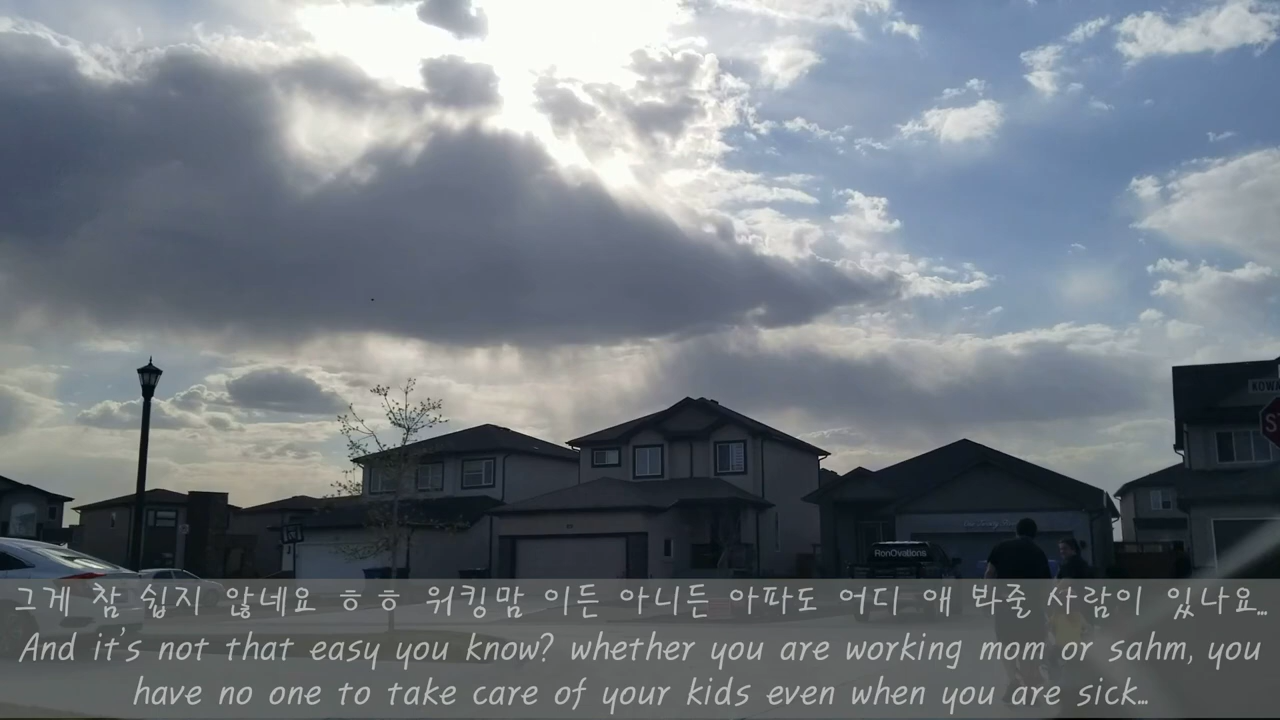 KOWA
S
RenOvations
그게 참 쉽지 않네요 ㅎㅎ 워킹맘 이든 아니든 아파도 어디 애 봐줄 사람이 있나요...
And it's not that easy you know? whether you are working mom or sahm, you
have no one to take care of your kids even when you are sick...